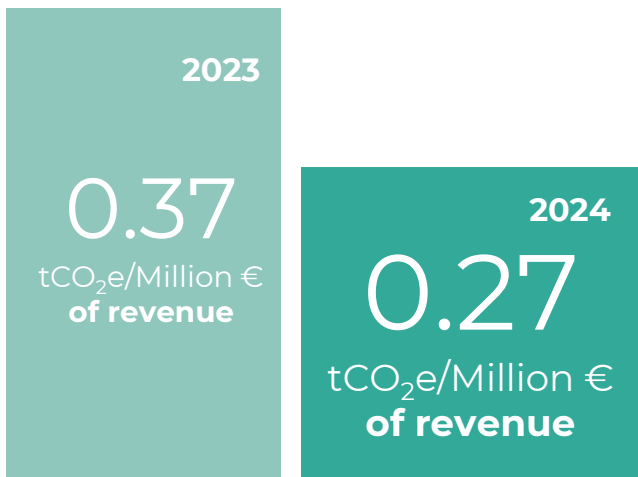 2023
0.37
tCO₂e/Million €
of revenue
2024
0.27
tCO₂e/Million €
of revenue